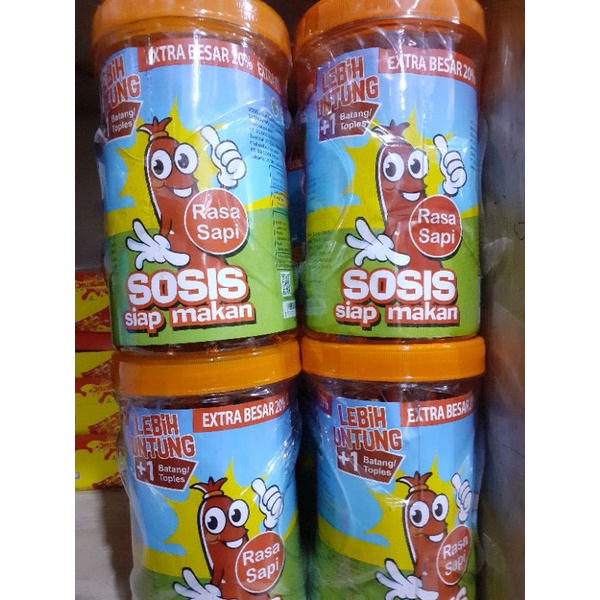 EXTRA BESAR 20%
LEBIH
UNTUNG
+1 Batang/
Toples
Rasa
Sapi
SOSIS
siap makan
EXTRA BESAR 20%
LEBIH
UNTUNG
+1 Batang/
Toples
Rasa
Sapi
SOSIS
siap makan
EXTRA BESAR 20%
LEBIH
UNTUNG
+1 Batang/
Toples
Rasa
Sapi
EXTRA BESAR
LEBIH
UNTUNG
+1 Batang/
Toples
Rasa
Sapi